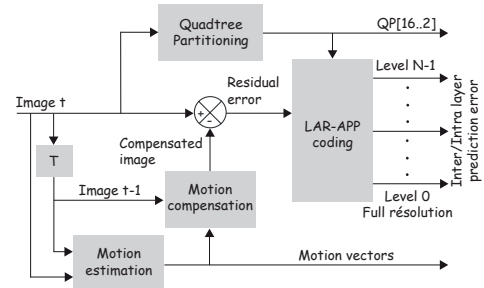 Quadtree
Partitioning
QP[16..2]
Image t
Residual
error
Level N-1
+
-
LAR-APP
coding
Compensated
image
T
Image t-1
Motion
compensation
Level 0
Full résolution
Inter/Intra layer
prediction error
Motion
estimation
Motion vectors